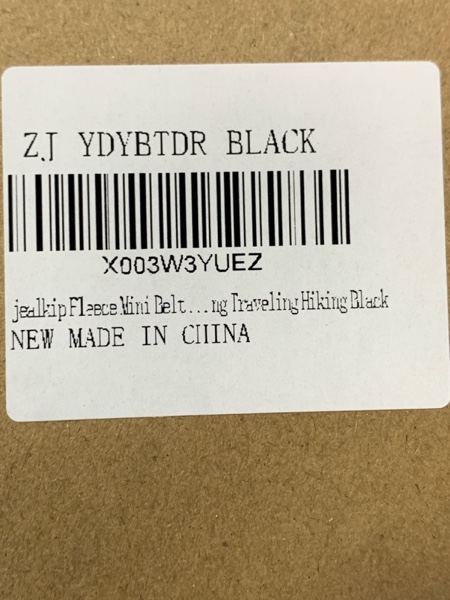 ZJ YDYBTDR BLACK
X003W3YUEZ
jealkip Fleece Mini Belt...ng Traveling Hiking Black
NEW MADE IN CHINA